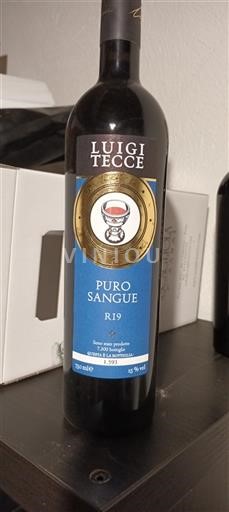 LUIGI
TECCE
VINIOU
PURO
SANGUE
R19
Sono state prodotte
7.200 bottiglie
QUESTA È LA BOTTIGLIA:
1.593
750 ml e
15 % vol